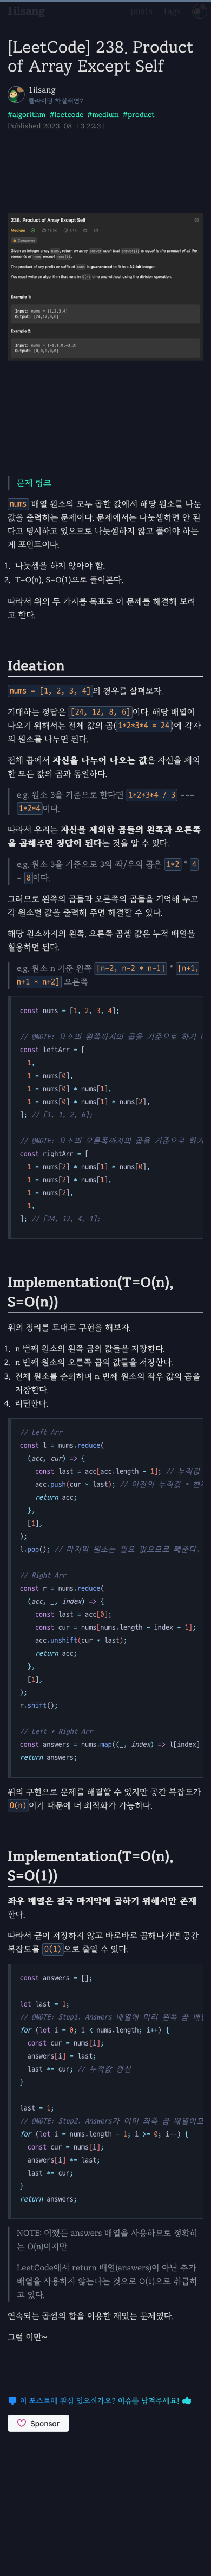 1ilsang
posts tags
[LeetCode] 238. Product
of Array Except Self
1ilsang
클라이밍 하실래염?
#algorithm #leetcode #medium #product
Published 2023-08-13 22:31
238. Product of Array Except Self
Medium
Companies
Given an integer array nums, return an array answer such that answer[i] is equal to the product of all the
elements of nums except nums[i].
The product of any prefix or suffix of nums is guaranteed to fit in a 32-bit integer.
You must write an algorithm that runs in O(n) time and without using the division operation.
Example 1:
Input: nums = [1,2,3,4]
Output: [24,12,8,6]
Example 2:
Input: nums = [-1,1,0,-3,3]
Output: [0,0,9,0,0]
문제 링크
nums 배열 원소의 모두 곱한 값에서 해당 원소를 나눈
값을 출력하는 문제이다. 문제에서는 나눗셈하면 안 된
다고 명시하고 있으므로 나눗셈하지 않고 풀어야 하는
게 포인트이다.
1. 나눗셈을 하지 않아야 함.
2. T=O(n), S=O(1)으로 풀어본다.
따라서 위의 두 가지를 목표로 이 문제를 해결해 보려
고 한다.
Ideation
nums = [1, 2, 3, 4]의 경우를 살펴보자.
기대하는 정답은 [24, 12, 8, 6]이다. 해당 배열이
나오기 위해서는 전체 값의 곱(1*2*3*4 = 24)에 각자
의 원소를 나누면 된다.
전체 곱에서 자신을 나누어 나오는 값은 자신을 제외
한 모든 값의 곱과 동일하다.
e.g. 원소 3을 기준으로 한다면 1*2*3*4 / 3 ===
1*2*4이다.
따라서 우리는 자신을 제외한 곱들의 왼쪽과 오른쪽
을 곱해주면 정답이 된다는 것을 알 수 있다.
e.g. 원소 3을 기준으로 3의 좌/우의 곱은 1*2 * 4
= 8이다.
그러므로 왼쪽의 곱들과 오른쪽의 곱들을 기억해 두고
각 원소별 값을 출력해 주면 해결할 수 있다.
해당 원소까지의 왼쪽, 오른쪽 곱셈 값은 누적 배열을
활용하면 된다.
e.g. 원소 n 기준 왼쪽 [n-2, n-2 * n-1] * [n+1,
n+1 * n+2] 오른쪽
const nums = [1, 2, 3, 4];
// @NOTE: 요소의 왼쪽까지의 곱을 기준으로 하기
const leftArr = [
1,
1 * nums[0],
1 * nums[0] * nums[1],
1 * nums[0] * nums[1] * nums[2],
]; // [1, 1, 2, 6];
// @NOTE: 요소의 오른쪽까지의 곱을 기준으로 하기
const rightArr = [
1 * nums[2] * nums[1] * nums[0],
1 * nums[2] * nums[1],
1 * nums[2],
1,
]; // [24, 12, 4, 1];
Implementation(T=O(n),
S=O(n))
위의 정리를 토대로 구현을 해보자.
1. n 번째 원소의 왼쪽 곱의 값들을 저장한다.
2. n 번째 원소의 오른쪽 곱의 값들을 저장한다.
3. 전체 원소를 순회하며 n 번째 원소의 좌우 값의 곱을
저장한다.
4. 리턴한다.
// Left Arr
const l = nums.reduce(
(acc, cur) => {
const last = acc[acc.length - 1]; // 누적값
acc.push(cur * last); // 이전의 누적값 * 현
return acc;
},
[1],
);
l.pop(); // 마지막 원소는 필요 없으므로 빼준다.
// Right Arr
const r = nums.reduce(
(acc, _, index) => {
const last = acc[0];
const cur = nums[nums.length - index - 1];
acc.unshift(cur * last);
return acc;
},
[1],
);
r.shift();
// Left * Right Arr
const answers = nums.map((_, index) => l[index]
return answers;
위의 구현으로 문제를 해결할 수 있지만 공간 복잡도가
O(n)이기 때문에 더 최적화가 가능하다.
Implementation(T=O(n),
S=O(1))
좌우 배열은 결국 마지막에 곱하기 위해서만 존재
한다.
따라서 굳이 저장하지 않고 바로바로 곱해나가면 공간
복잡도를 O(1)으로 줄일 수 있다.
const answers = [];
let last = 1;
// @NOTE: Step1. Answers 배열에 미리 왼쪽 곱 배
for (let i = 0; i < nums.length; i++) {
const cur = nums[i];
answers[i] = last;
last *= cur; // 누적값 갱신
}
last = 1;
// @NOTE: Step2. Answers가 이미 좌측 곱 배열이므
for (let i = nums.length - 1; i >= 0; i--) {
const cur = nums[i];
answers[i] *= last;
last *= cur;
}
return answers;
NOTE: 어쨌든 answers 배열을 사용하므로 정확히
는 O(n)이지만
LeetCode에서 return 배열(answers)이 아닌 추가
배열을 사용하지 않는다는 것으로 O(1)으로 취급하
고 있다.
연속되는 곱셈의 합을 이용한 재밌는 문제였다.
그럼 이만~
이 포스트에 관심 있으신가요? 이슈를 남겨주세요!
Sponsor